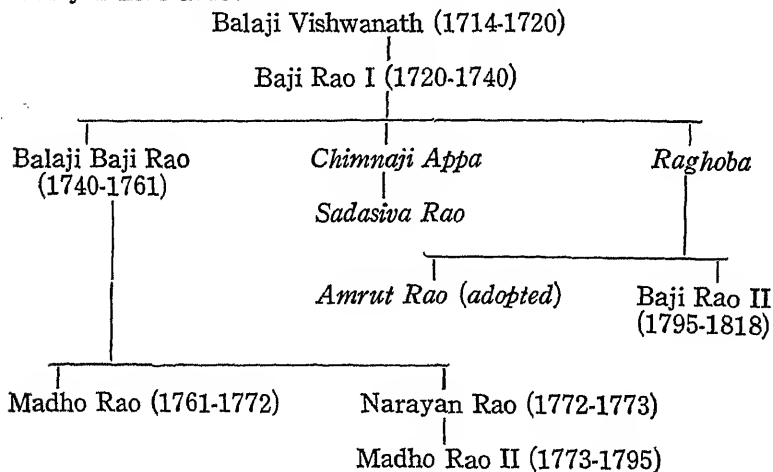 Balaji Vishwanath (1714-1720)
Baji Rao I (1720-1740)
Balaji Baji Rao Chimnaji Appa Raghoba
(1740-1761)
Sadasiva Rao
Amrut Rao (adopted) Baji Rao II
(1795-1818)
Madho Rao (1761-1772) Narayan Rao (1772-1773)
Madho Rao II (1773-1795)